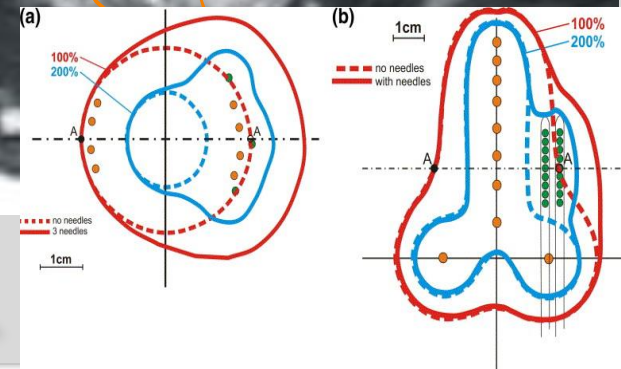 (a)
100%
200%
A
A
no needles
3 needles
1cm
(b)
1cm
100%
200%
no needles
with needles
A
A